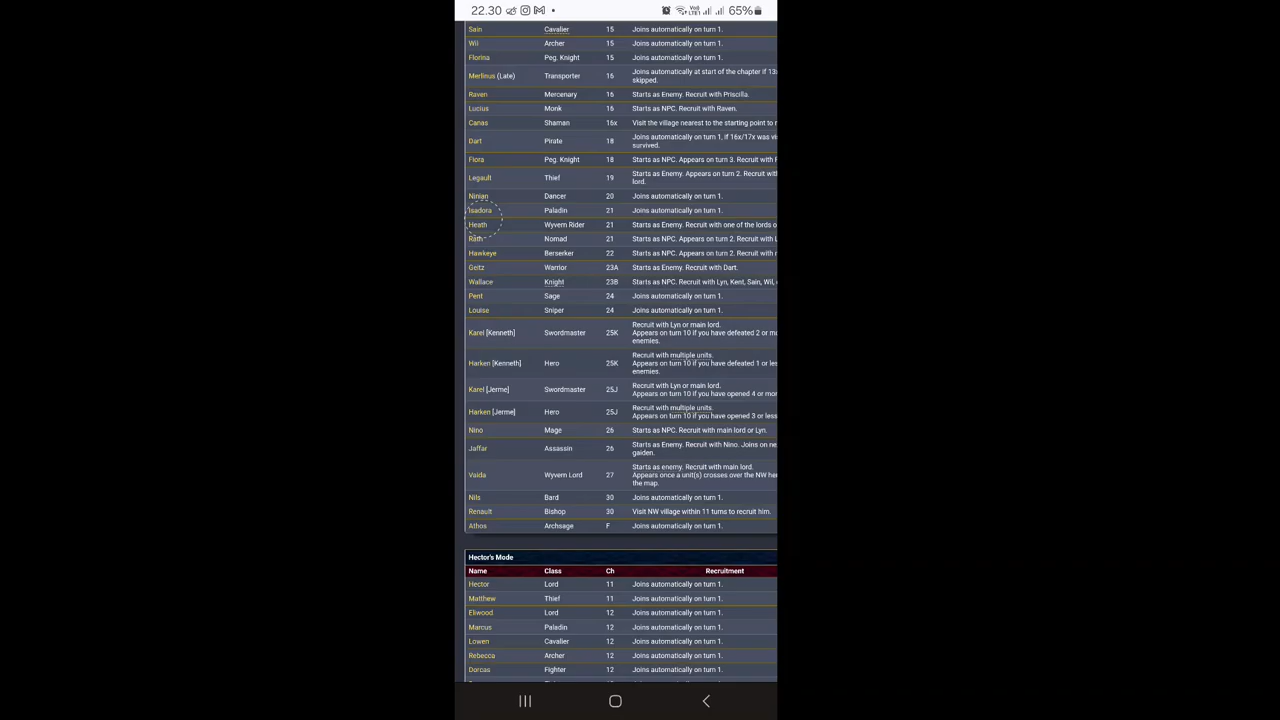 22.30 65%
Sain Cavalier 15 Joins automatically on turn 1.
Wil Archer 15 Joins automatically on turn 1.
Florina Peg. Knight 15 Joins automatically on turn 1.
Merlinus (Late) Transporter 16 Joins automatically at start of the chapter if 13x
skipped.
Raven Mercenary 16 Starts as Enemy. Recruit with Priscilla.
Lucius Monk 16 Starts as NPC. Recruit with Raven.
Canas Shaman 16x Visit the village nearest to the starting point to
Dart Pirate 18 Joins automatically on turn 1, if 16x/17x was
survived.
Fiora Peg. Knight 18 Starts as NPC. Appears on turn 3. Recruit with
Legault Thief 19 Starts as Enemy. Appears on turn 2. Recruit
lord.
Ninian Dancer 20 Joins automatically on turn 1.
Isadora Paladin 21 Joins automatically on turn 1.
Heath Wyvern Rider 21 Starts as Enemy. Recruit with one of the lords
Rath Nomad 21 Starts as NPC. Appears on turn 2. Recruit with
Hawkeye Berserker 22 Starts as NPC. Appears on turn 2. Recruit with
Geitz Warrior 23A Starts as Enemy. Recruit with Dart.
Wallace Knight 23B Starts as NPC. Recruit with Lyn, Kent, Sain, Wil,
Pent Sage 24 Joins automatically on turn 1.
Louise Sniper 24 Joins automatically on turn 1.
Karel [Kenneth] Swordmaster 25K Recruit with Lyn or main lord.
Appears on turn 10 if you have defeated 2 or
enemies.
Harken [Kenneth] Hero 25K Recruit with multiple units.
Appears on turn 10 if you have defeated 1 or
enemies.
Karel [Jerme] Swordmaster 25J Recruit with Lyn or main lord.
Appears on turn 10 if you have opened 4 or
Harken [Jerme] Hero 25J Recruit with multiple units.
Appears on turn 10 if you have opened 3 or less
Nino Mage 26 Starts as NPC. Recruit with main lord or Lyn.
Jaffar Assassin 26 Starts as Enemy. Recruit with Nino. Joins on
gaiden.
Vaida Wyvern Lord 27 Starts as enemy. Recruit with main lord.
Appears once a unit(s) crosses over the NW
the map.
Nils Bard 30 Joins automatically on turn 1.
Renault Bishop 30 Visit NW village within 11 turns to recruit him.
Athos Archsage F Joins automatically on turn 1.
Hector's Mode
Name Class Ch Recruitment
Hector Lord 11 Joins automatically on turn 1.
Matthew Thief 11 Joins automatically on turn 1.
Eliwood Lord 12 Joins automatically on turn 1.
Marcus Paladin 12 Joins automatically on turn 1.
Lowen Cavalier 12 Joins automatically on turn 1.
Rebecca Archer 12 Joins automatically on turn 1.
Dorcas Fighter 12 Joins automatically on turn 1.